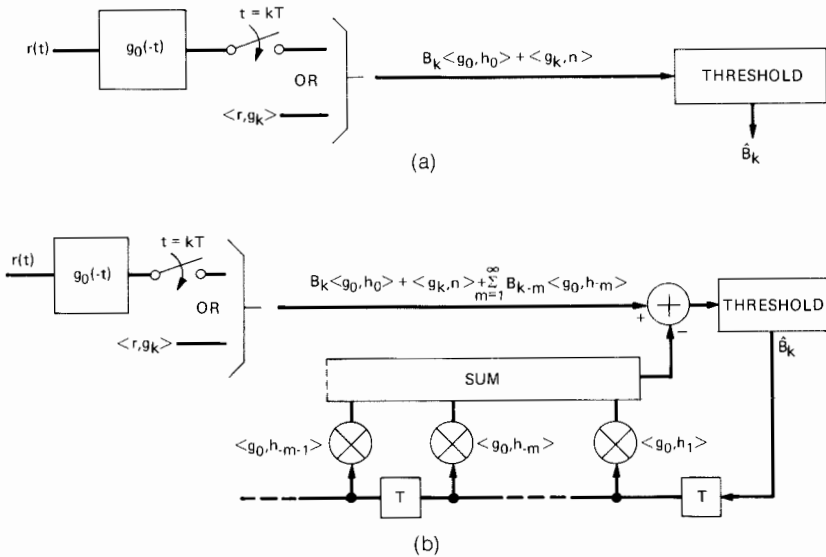 t = kT
r(t)
g₀(-t)
OR
<r,gₖ>
Bₖ<g₀,h₀> + <gₖ,n>
THRESHOLD
B̂ₖ
(a)
t = kT
r(t)
g₀(-t)
OR
<r,gₖ>
Bₖ<g₀,h₀> + <gₖ,n> + ∞ Σ m=1 Bₖ₋ₘ <g₀,h₋ₘ>
+
−
THRESHOLD
B̂ₖ
SUM
<g₀,h₋ₘ₋₁>
<g₀,h₋ₘ>
<g₀,h₁>
T
T
(b)